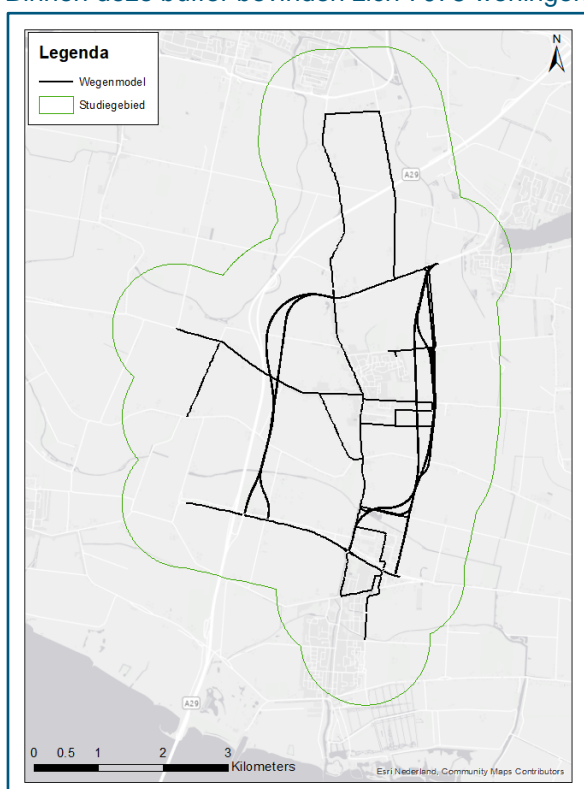 Legenda
Wegenmodel
Studiegebied
N
A29
A29
0 0.5 1 2 3
Kilometers
Esri Nederland, Community Maps Contributors